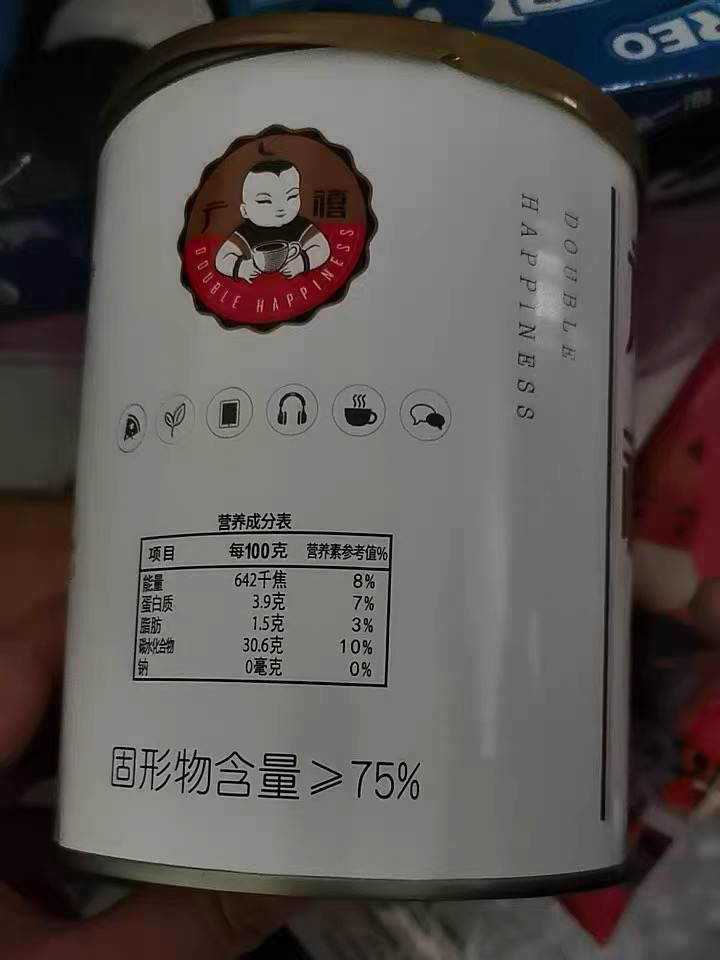 OREO
广禧
DOUBLE HAPPINESS
DOUBLE
HAPPINESS
营养成分表
项目 每100克 营养素参考值%
能量 642千焦 8%
蛋白质 3.9克 7%
脂肪 1.5克 3%
碳水化合物 30.6克 10%
钠 0毫克 0%
固形物含量≥75%